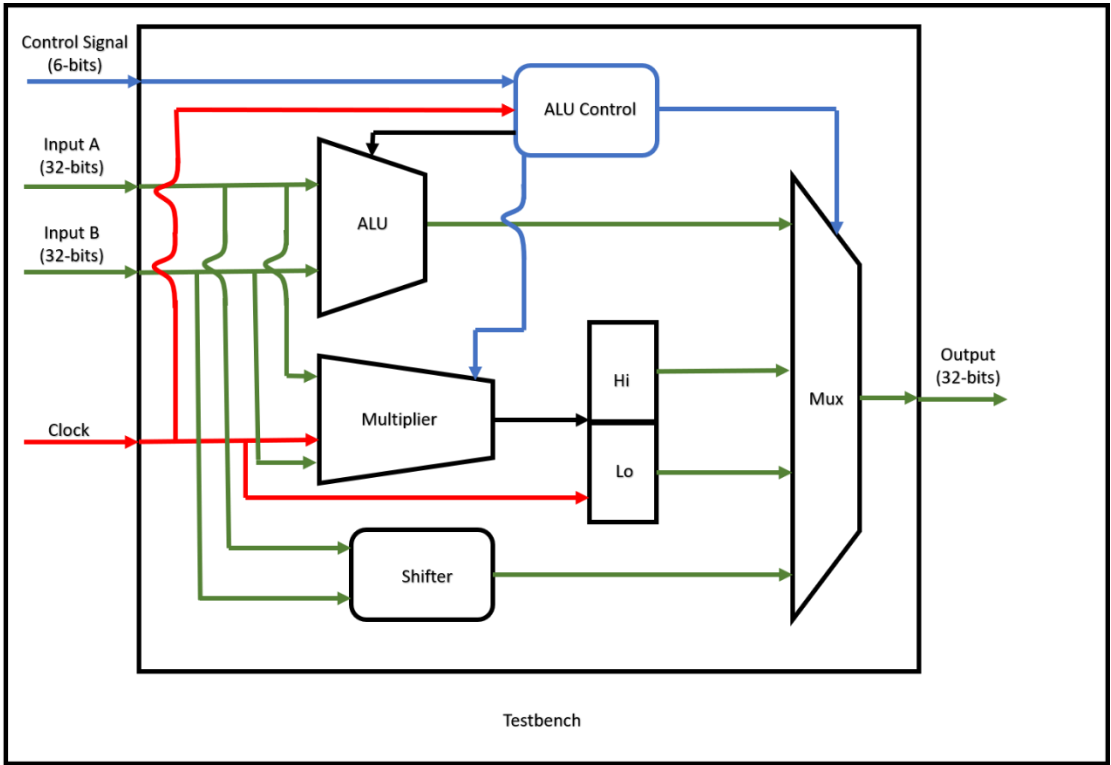 Control Signal
(6-bits)
ALU Control
Input A
(32-bits)
ALU
Input B
(32-bits)
Hi
Output
(32-bits)
Mux
Multiplier
Clock
Lo
Shifter
Testbench